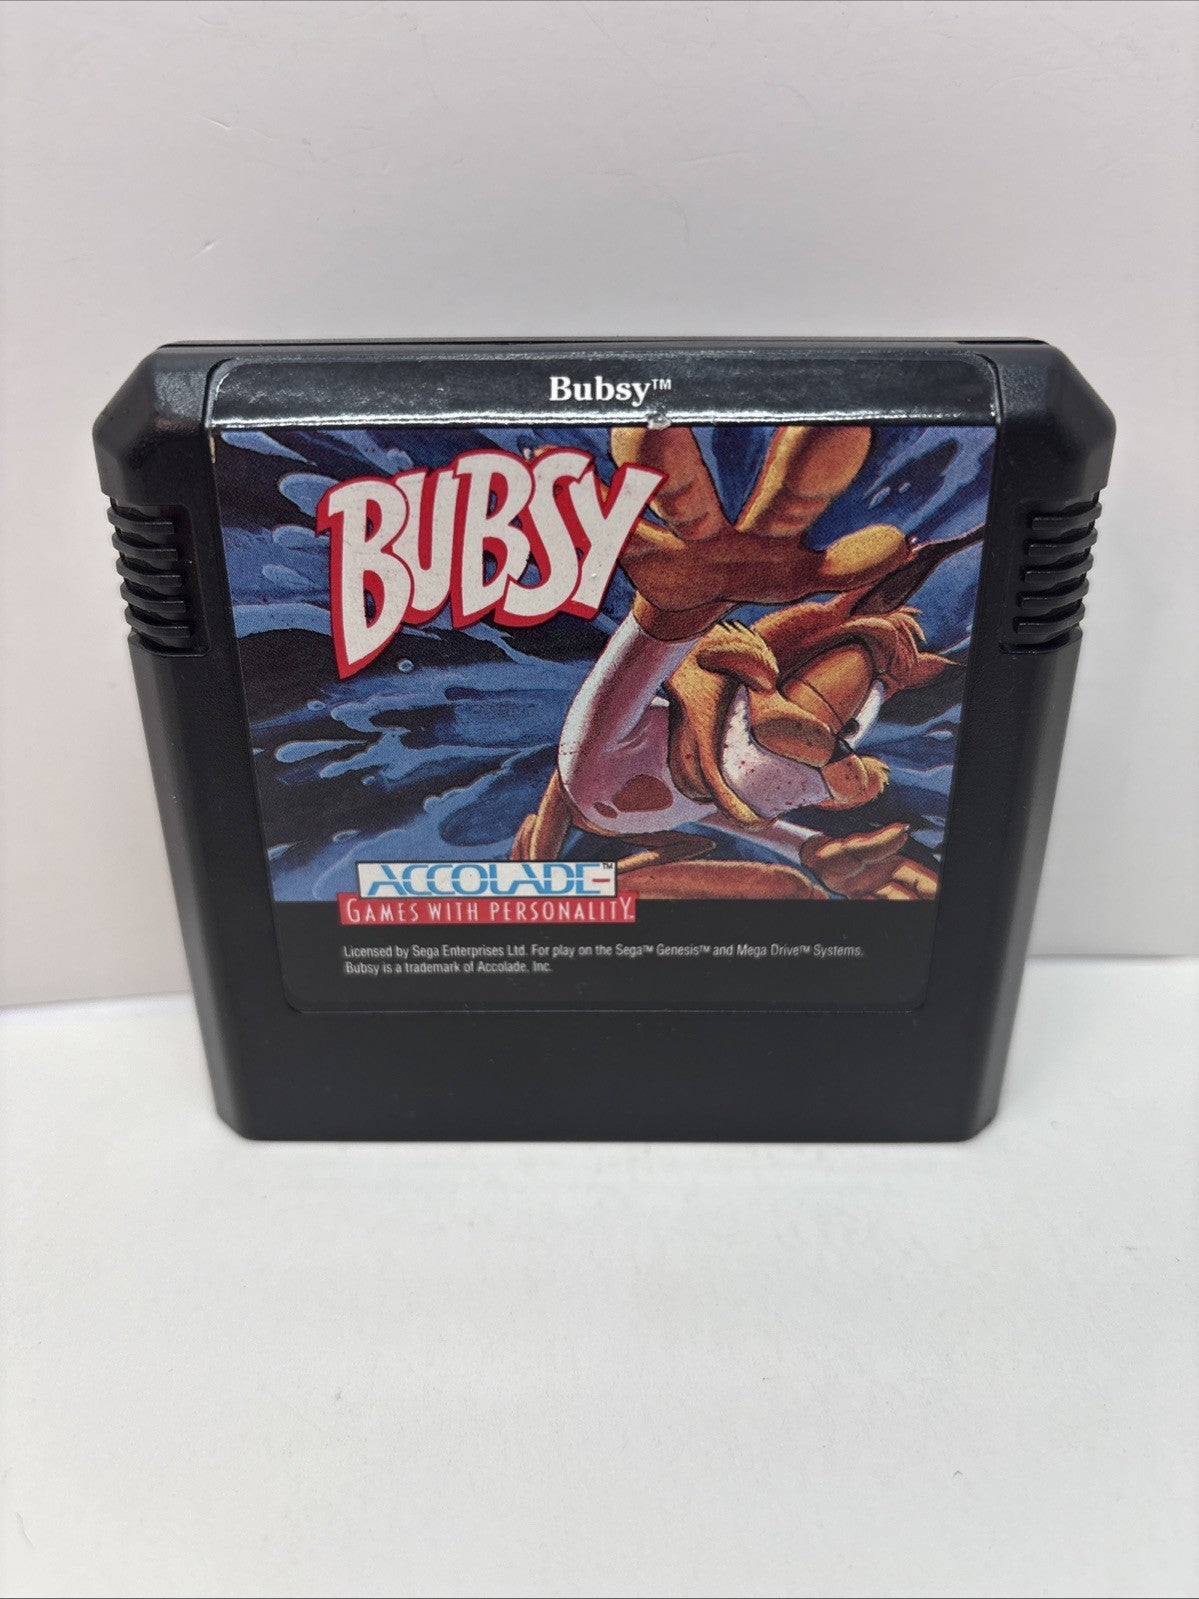 Bubsy™
BUBSY
ACCOLADE™
GAMES WITH PERSONALITY™
Licensed by Sega Enterprises Ltd. For play on the Sega™ Genesis™ and Mega Drive™ Systems.
Bubsy is a trademark of Accolade, Inc.